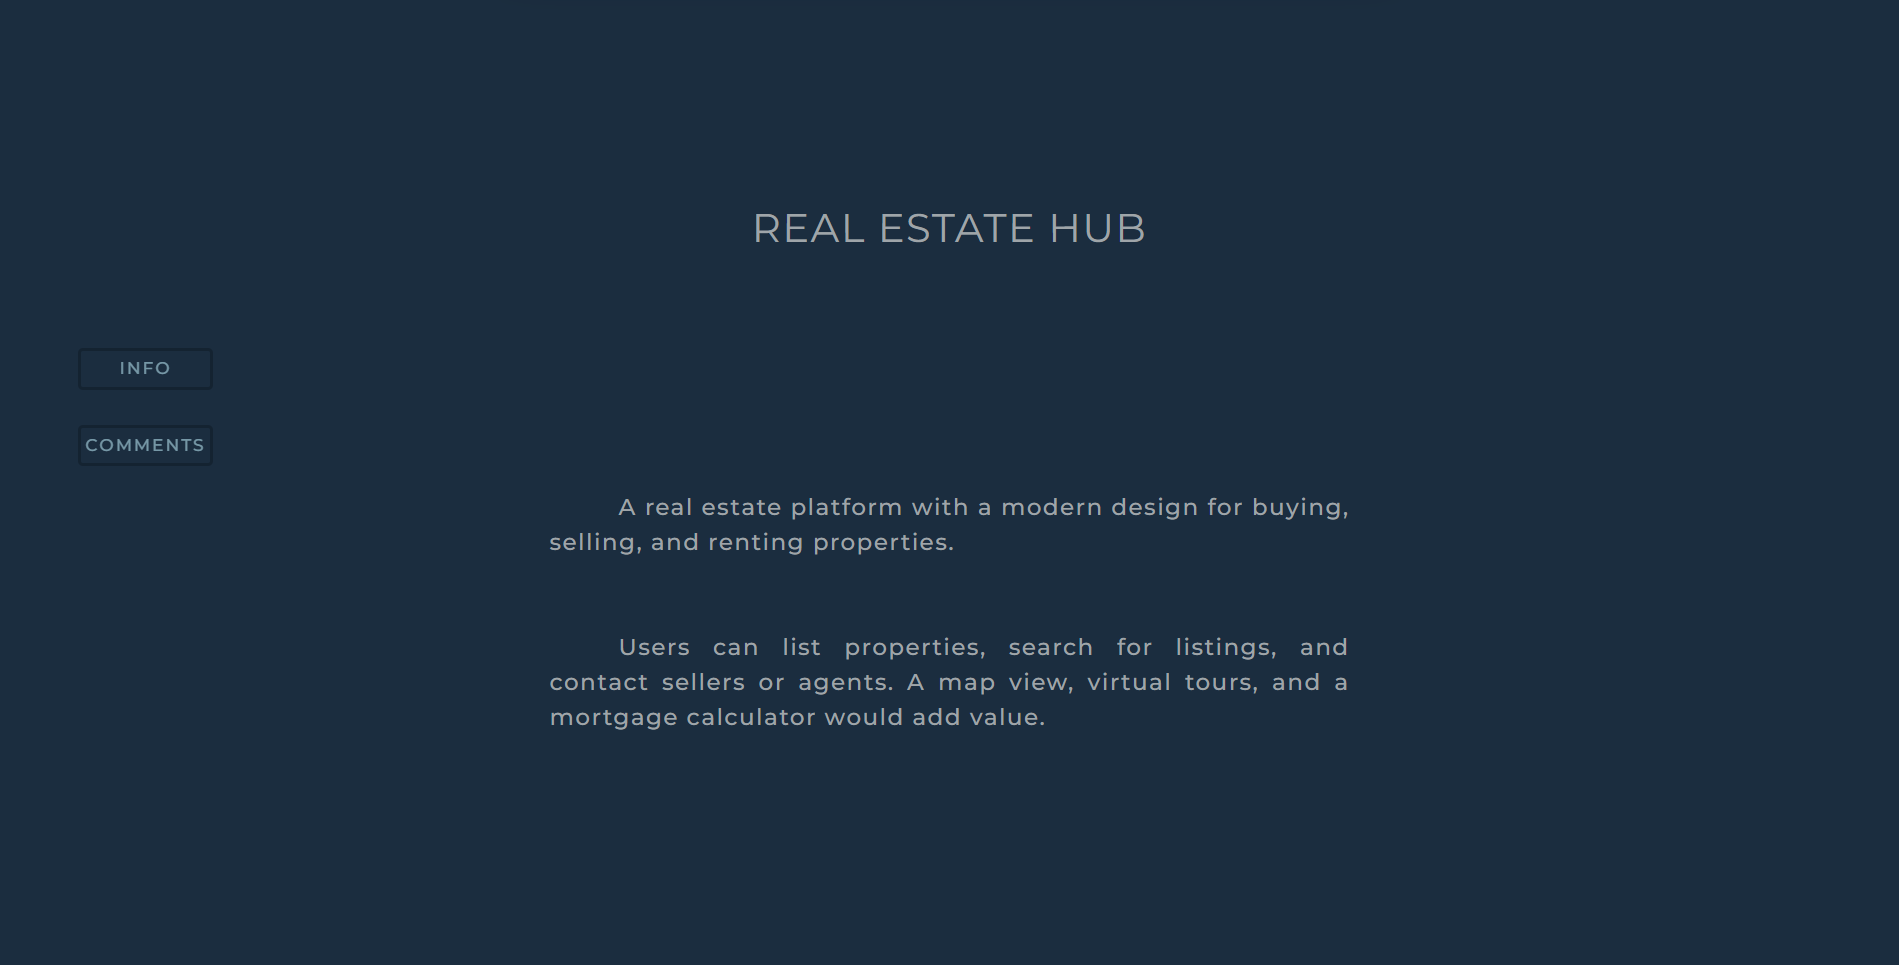 REAL ESTATE HUB
INFO
COMMENTS
A real estate platform with a modern design for buying,
selling, and renting properties.
Users can list properties, search for listings, and
contact sellers or agents. A map view, virtual tours, and a
mortgage calculator would add value.